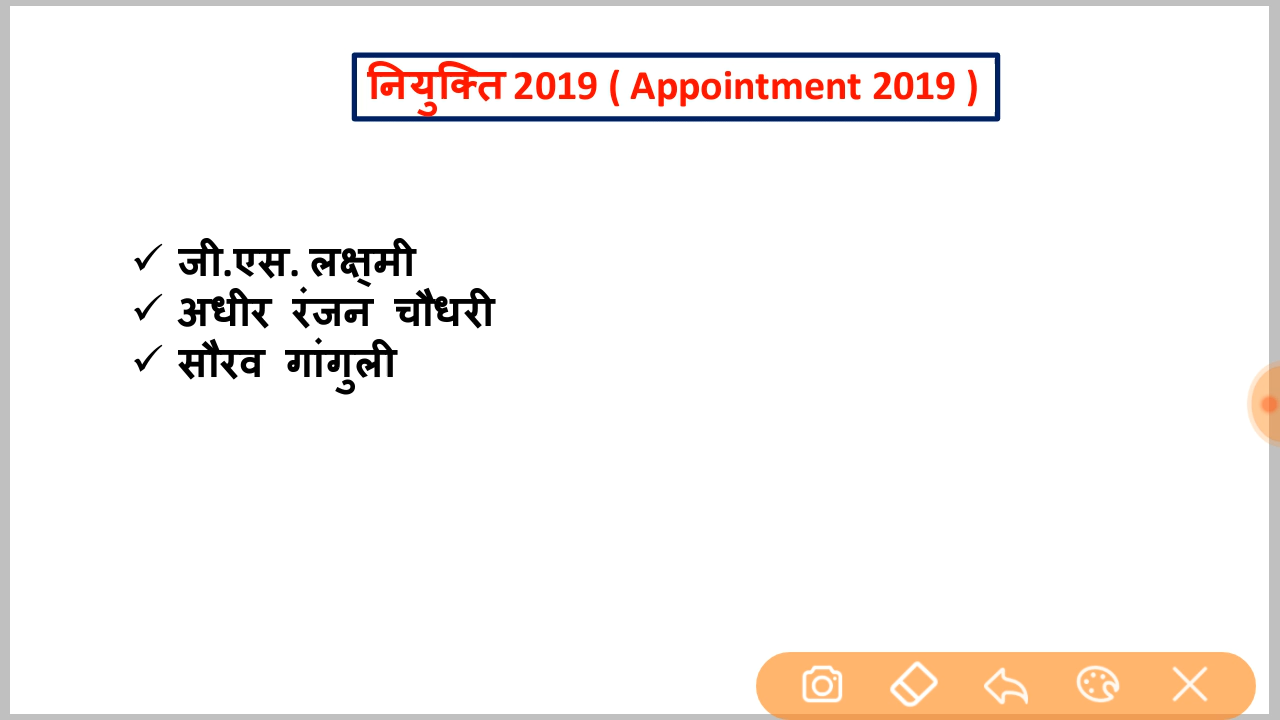 नियुक्ति 2019 ( Appointment 2019 )
✓ जी.एस. लक्ष्मी
✓ अधीर रंजन चौधरी
✓ सौरव गांगुली